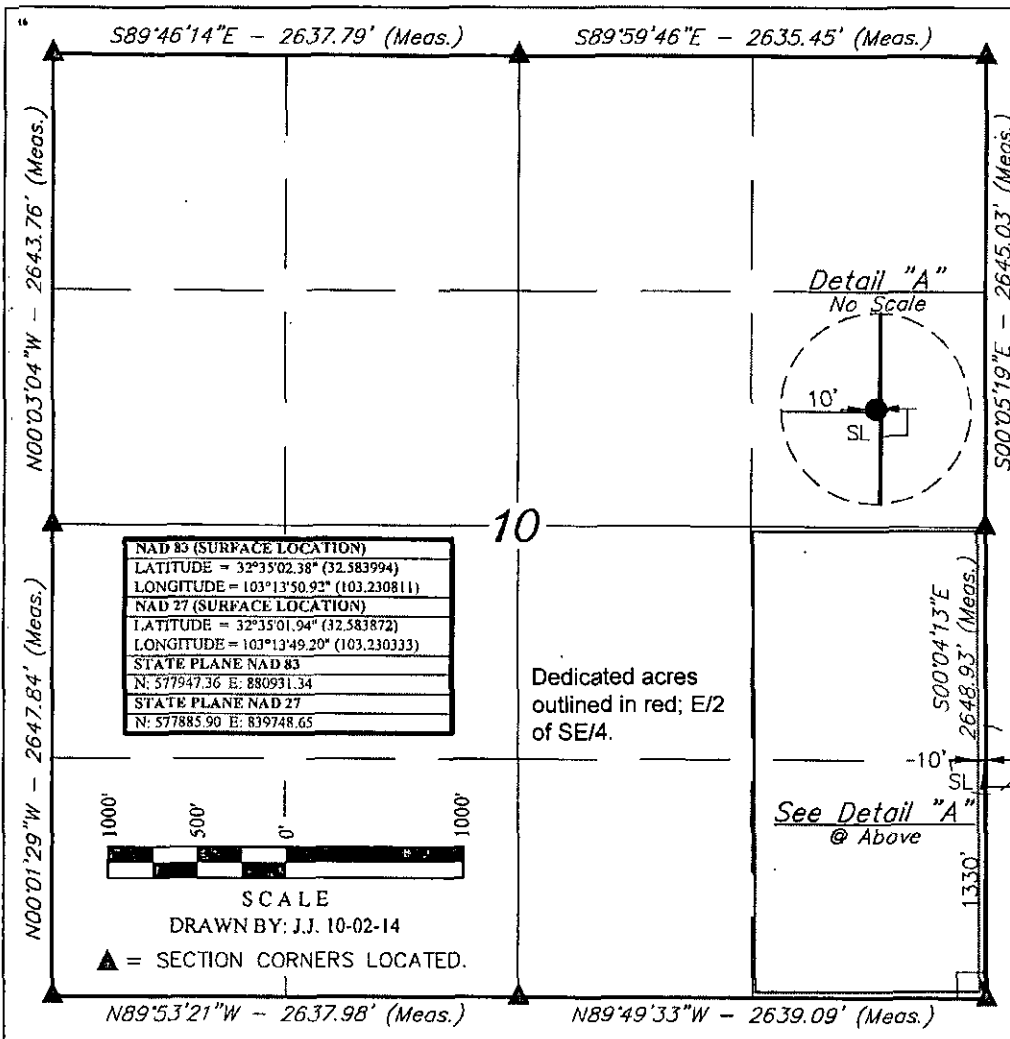 16
S89°46'14"E - 2637.79' (Meas.)
S89°59'46"E - 2635.45' (Meas.)
N00°03'04"W - 2643.76' (Meas.)
S00°05'19"E - 2645.03' (Meas.)
Detail "A"
No Scale
10'
SL
10
NAD 83 (SURFACE LOCATION)
LATITUDE = 32°35'02.38" (32.583994)
LONGITUDE = 103°13'50.92" (103.230811)
NAD 27 (SURFACE LOCATION)
LATITUDE = 32°35'01.94" (32.583872)
LONGITUDE = 103°13'49.20" (103.230333)
STATE PLANE NAD 83
N: 577947.36 E: 880931.34
STATE PLANE NAD 27
N: 577885.90 E: 839748.65
N00°01'29"W - 2647.84' (Meas.)
Dedicated acres
outlined in red; E/2
of SE/4.
S00°04'13"E
2648.93' (Meas.)
10'
SL
See Detail "A"
@ Above
1330'
1000'
500'
0'
1000'
SCALE
DRAWN BY: J.J. 10-02-14
▲ = SECTION CORNERS LOCATED.
N89°53'21"W - 2637.98' (Meas.)
N89°49'33"W - 2639.09' (Meas.)